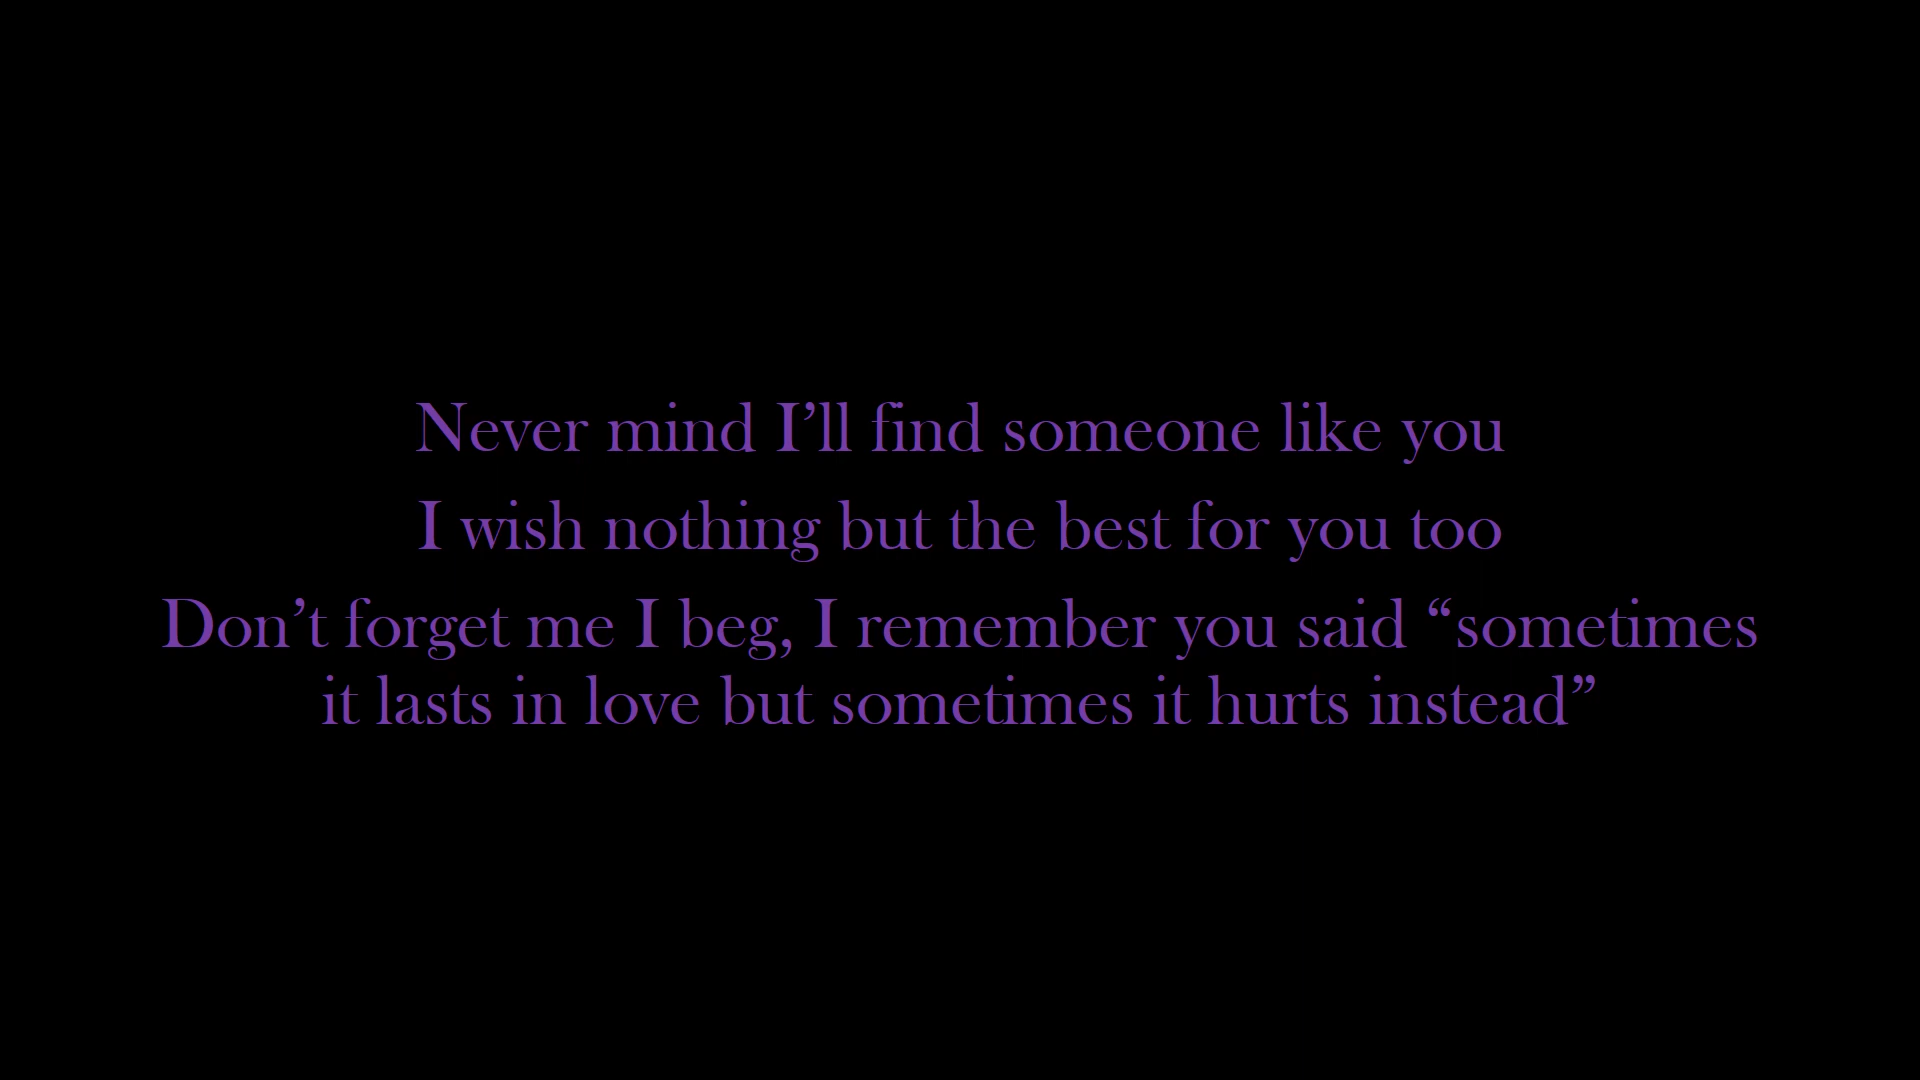 Never mind I’ll find someone like you
I wish nothing but the best for you too
Don’t forget me I beg, I remember you said “sometimes
it lasts in love but sometimes it hurts instead”